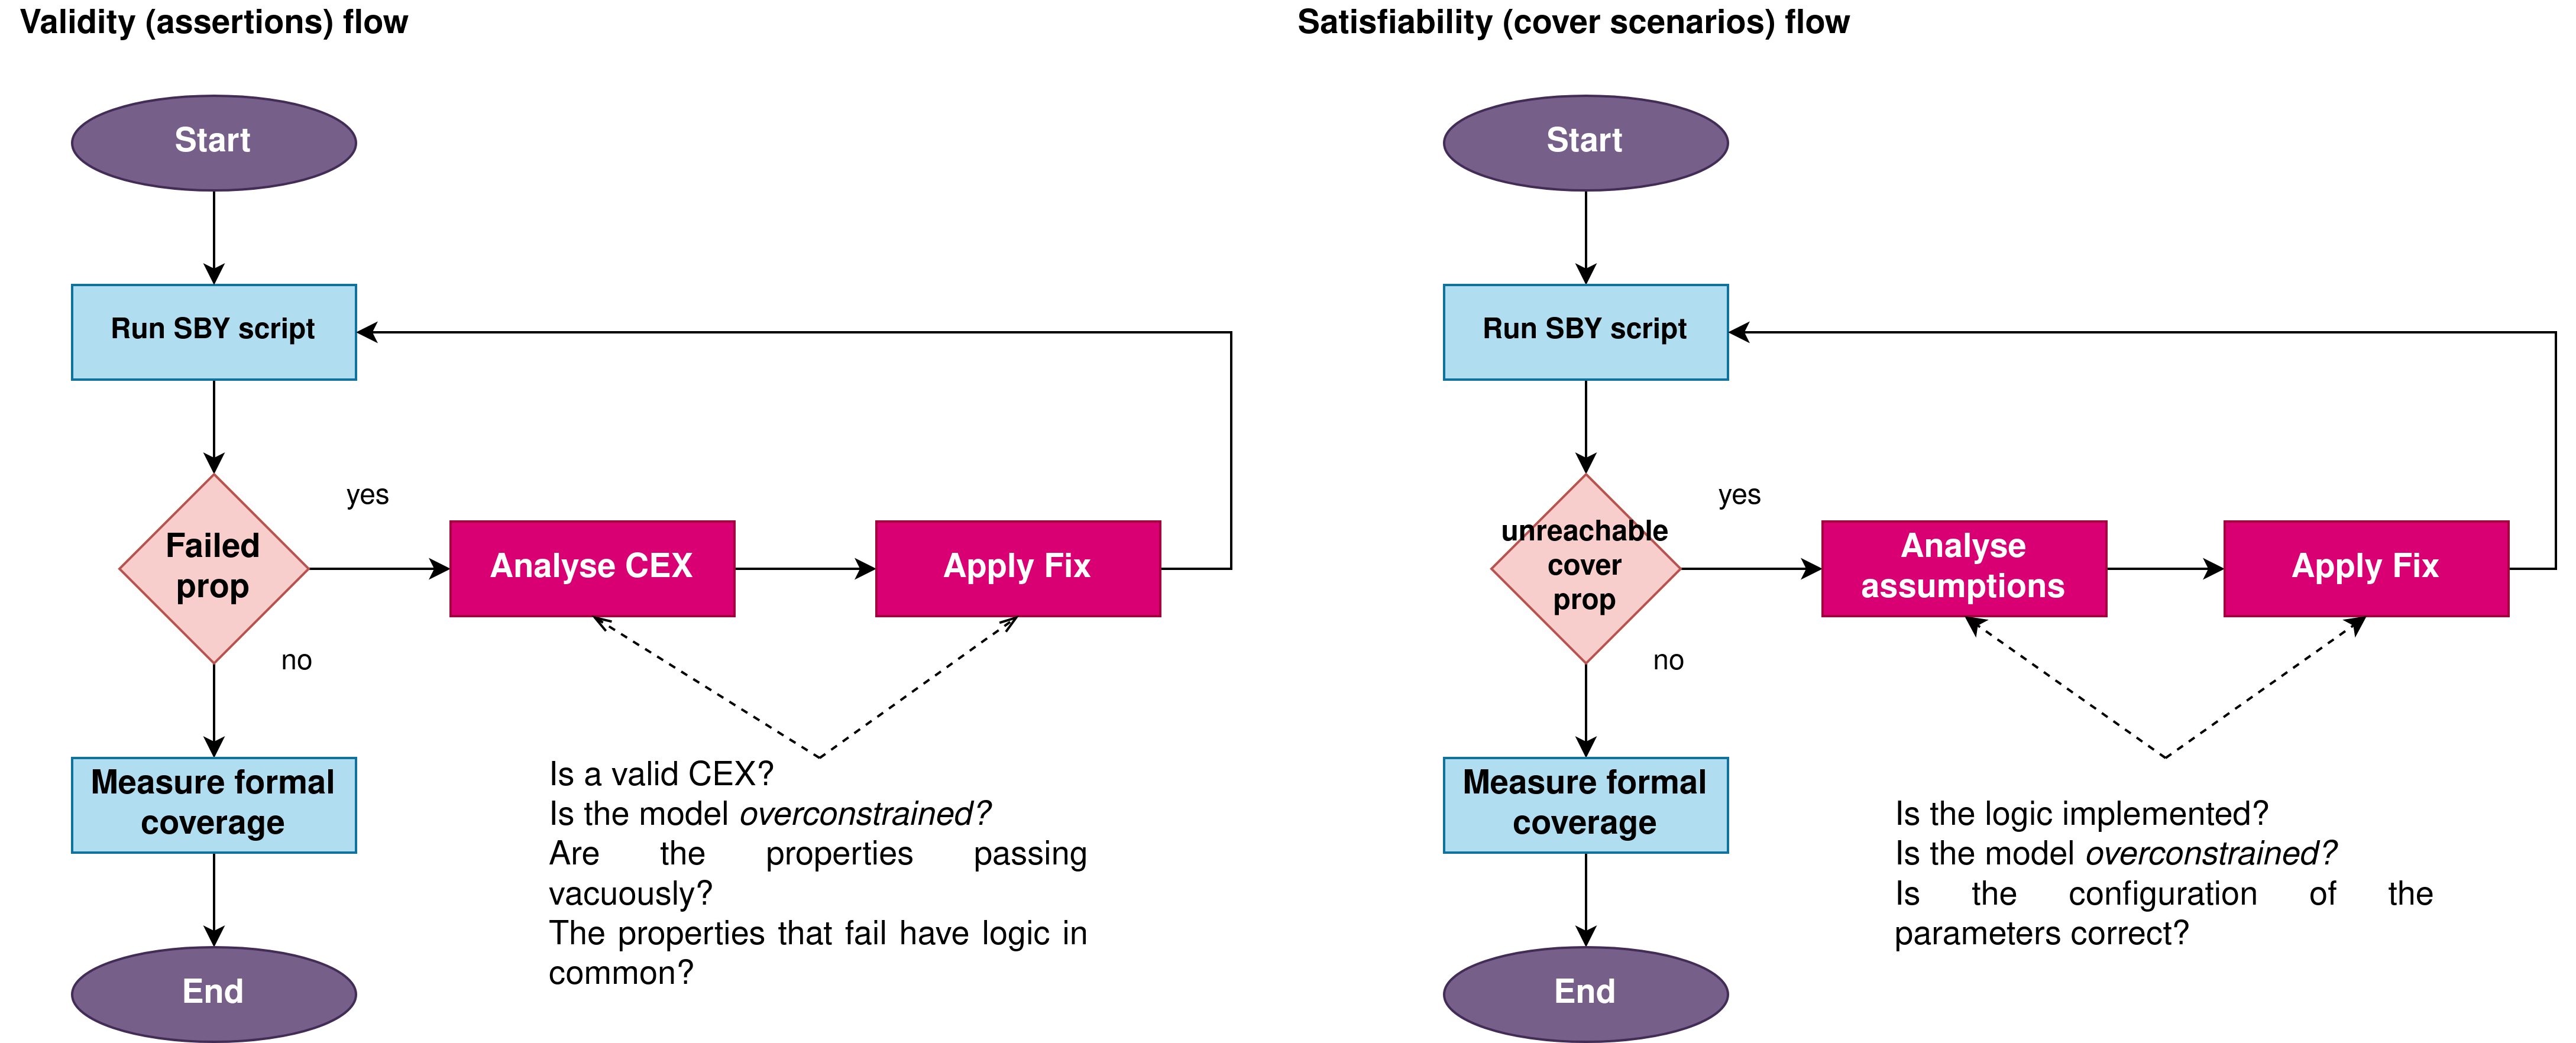 Validity (assertions) flow
Start
Run SBY script
Failed
prop
yes
no
Analyse CEX
Apply Fix
Measure formal
coverage
End
Is a valid CEX?
Is the model overconstrained?
Are the properties passing
vacuously?
The properties that fail have logic in
common?
Satisfiability (cover scenarios) flow
Start
Run SBY script
unreachable
cover
prop
yes
no
Analyse
assumptions
Apply Fix
Measure formal
coverage
End
Is the logic implemented?
Is the model overconstrained?
Is the configuration of the
parameters correct?